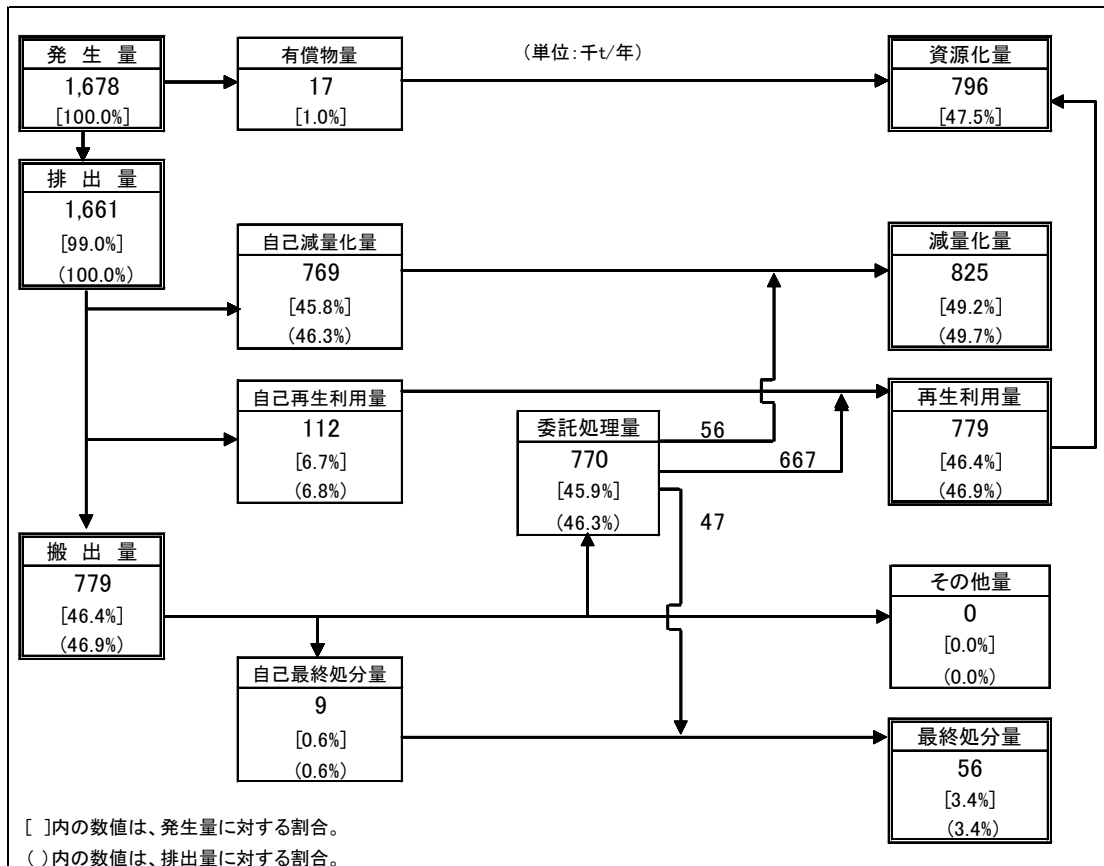 発生量
1,678
[100.0%]
有償物量
17
[1.0%]
(単位:千t/年)
資源化量
796
[47.5%]
排出量
1,661
[99.0%]
(100.0%)
自己減量化量
769
[45.8%]
(46.3%)
減量化量
825
[49.2%]
(49.7%)
自己再生利用量
112
[6.7%]
(6.8%)
委託処理量
770
[45.9%]
(46.3%)
56
667
47
再生利用量
779
[46.4%]
(46.9%)
搬出量
779
[46.4%]
(46.9%)
その他量
0
[0.0%]
(0.0%)
自己最終処分量
9
[0.6%]
(0.6%)
最終処分量
56
[3.4%]
(3.4%)
[ ]内の数値は、発生量に対する割合。
( )内の数値は、排出量に対する割合。